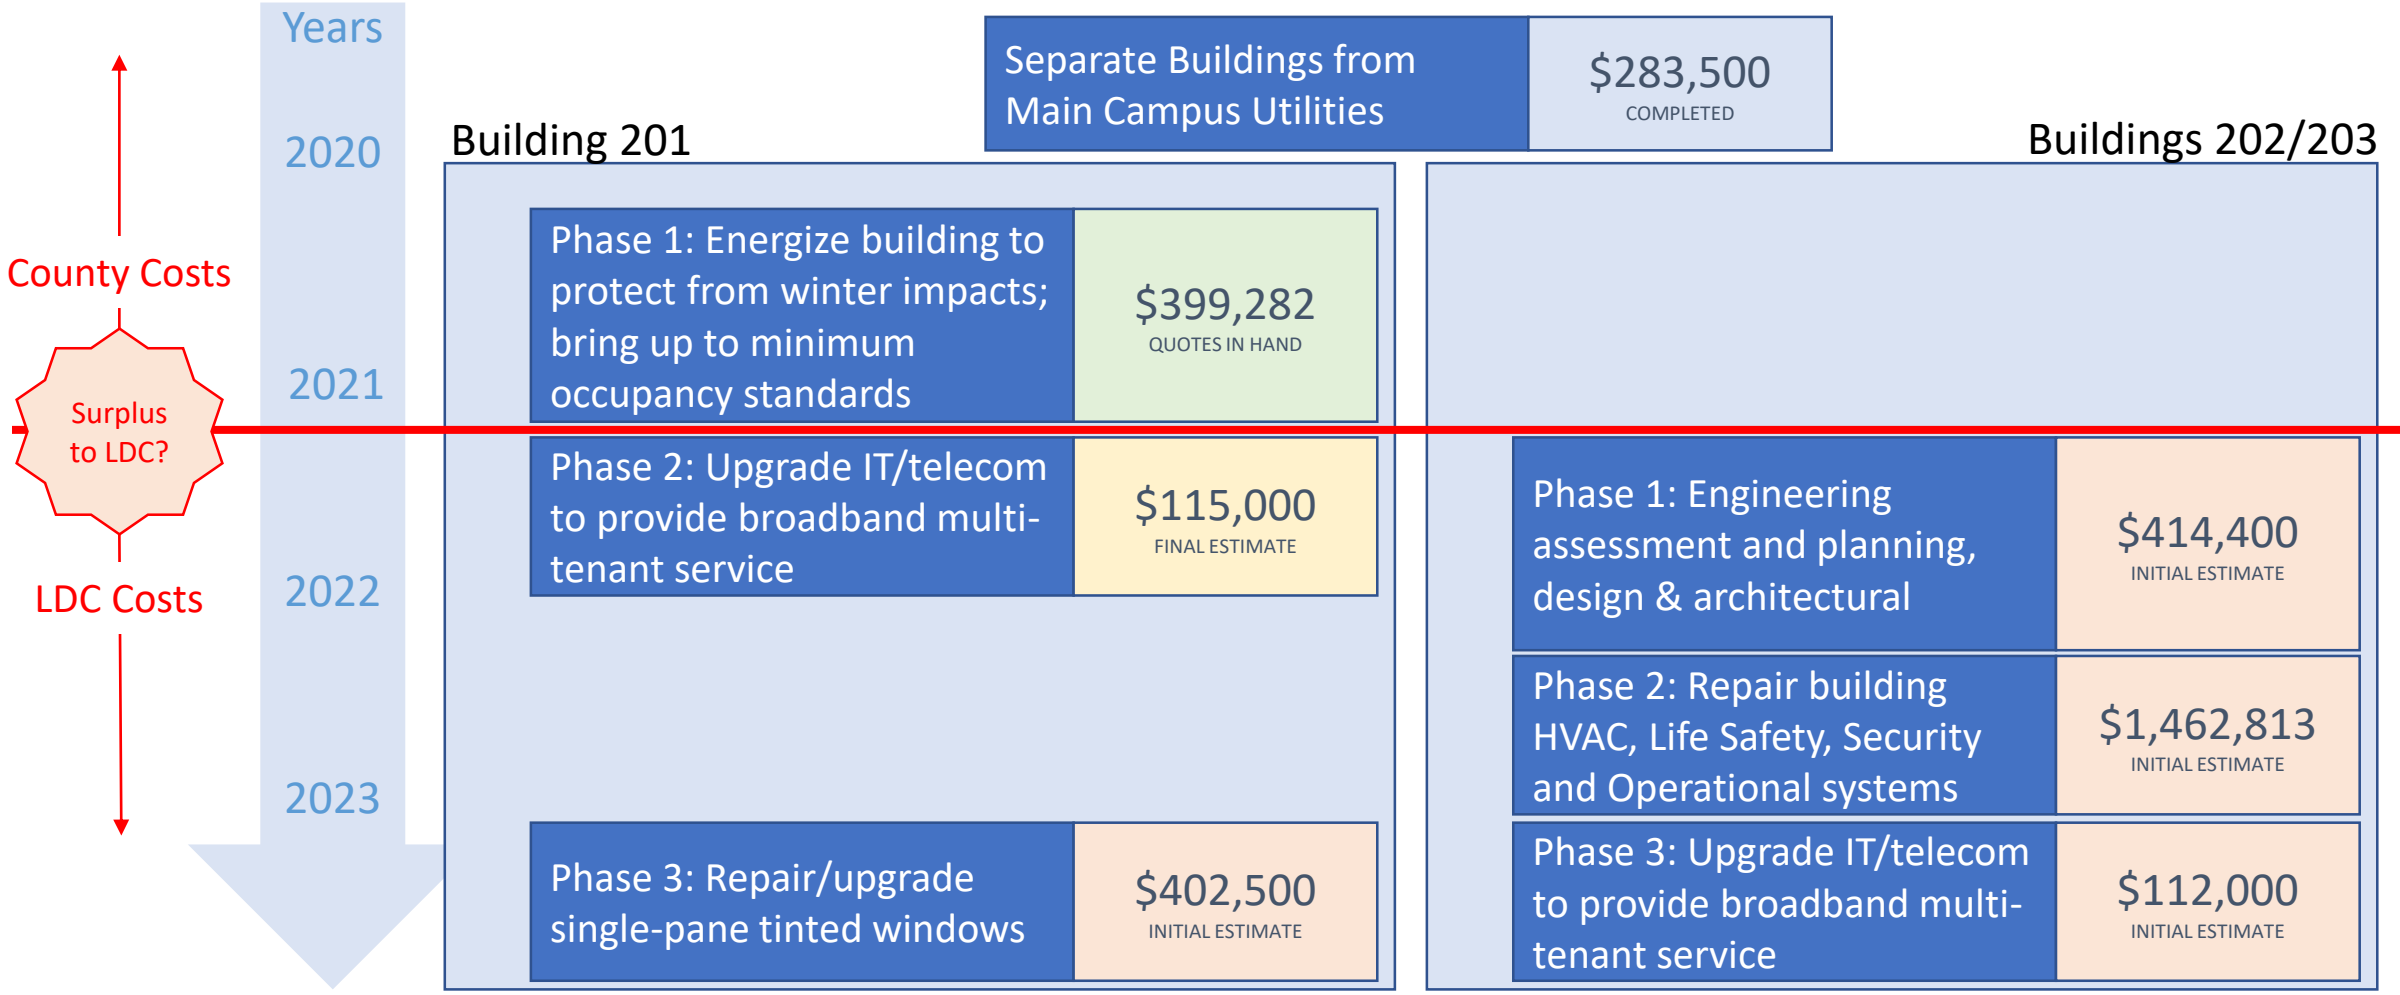 Years
2020
2021
2022
2023
County Costs
Surplus
to LDC?
LDC Costs
Separate Buildings from
Main Campus Utilities
$283,500
COMPLETED
Building 201
Phase 1: Energize building to
protect from winter impacts;
bring up to minimum
occupancy standards
$399,282
QUOTES IN HAND
Phase 2: Upgrade IT/telecom
to provide broadband multi-
tenant service
$115,000
FINAL ESTIMATE
Phase 3: Repair/upgrade
single-pane tinted windows
$402,500
INITIAL ESTIMATE
Buildings 202/203
Phase 1: Engineering
assessment and planning,
design & architectural
$414,400
INITIAL ESTIMATE
Phase 2: Repair building
HVAC, Life Safety, Security
and Operational systems
$1,462,813
INITIAL ESTIMATE
Phase 3: Upgrade IT/telecom
to provide broadband multi-
tenant service
$112,000
INITIAL ESTIMATE